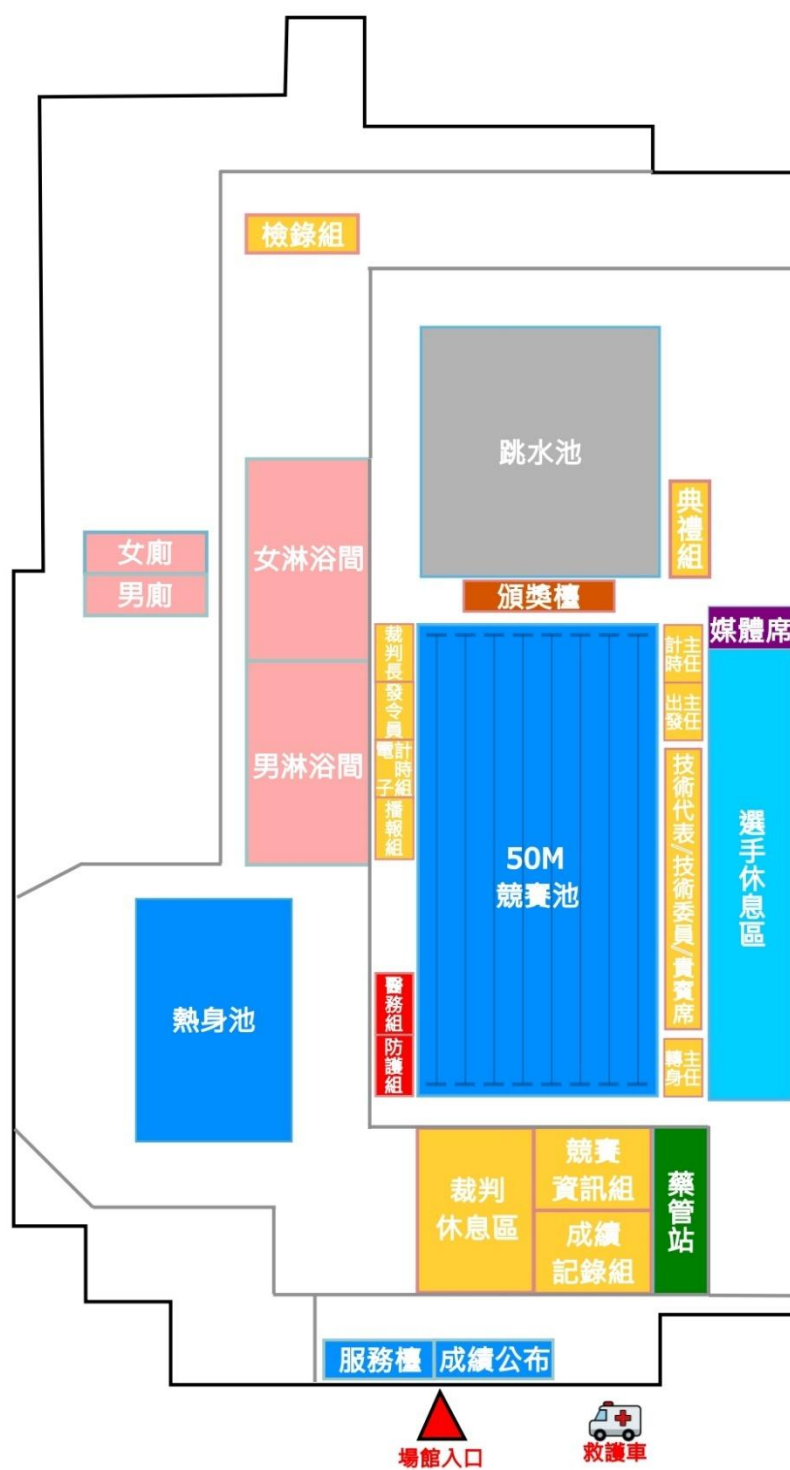 檢錄組
跳水池
典禮組
女廁
男廁
女淋浴間
頒獎檯
媒體席
裁判長
計時
主任
發令員
出發
主任
男淋浴間
電子
計時組
播報組
50M
競賽池
技術代表/技術委員/貴賓席
選手休息區
熱身池
醫務組
防護組
轉身
主任
裁判
休息區
競賽
資訊組
成績
記錄組
藥管站
服務檯
成績公布
場館入口
救護車